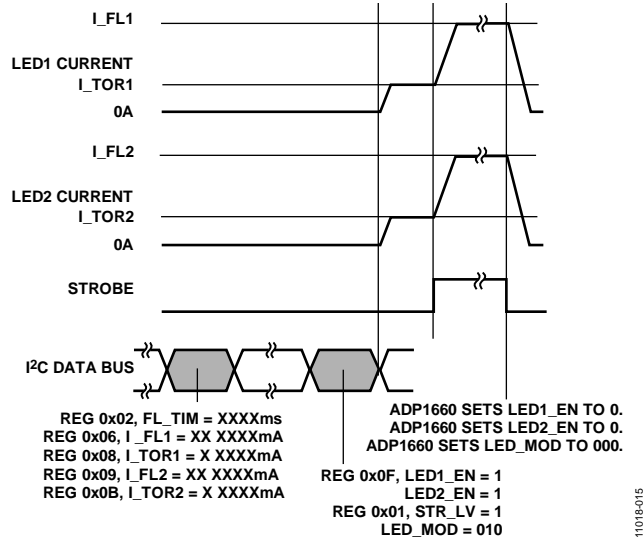 I_FL1
LED1 CURRENT
I_TOR1
0A
I_FL2
LED2 CURRENT
I_TOR2
0A
STROBE
I2C DATA BUS
REG 0x02, FL_TIM = XXXXms
REG 0x06, I _FL1 = XX XXXXmA
REG 0x08, I_TOR1 = X XXXXmA
REG 0x09, I_FL2 = XX XXXXmA
REG 0x0B, I_TOR2 = X XXXXmA
REG 0x0F, LED1_EN = 1
LED2_EN = 1
REG 0x01, STR_LV = 1
LED_MOD = 010
ADP1660 SETS LED1_EN TO 0.
ADP1660 SETS LED2_EN TO 0.
ADP1660 SETS LED_MOD TO 000.
11018-015